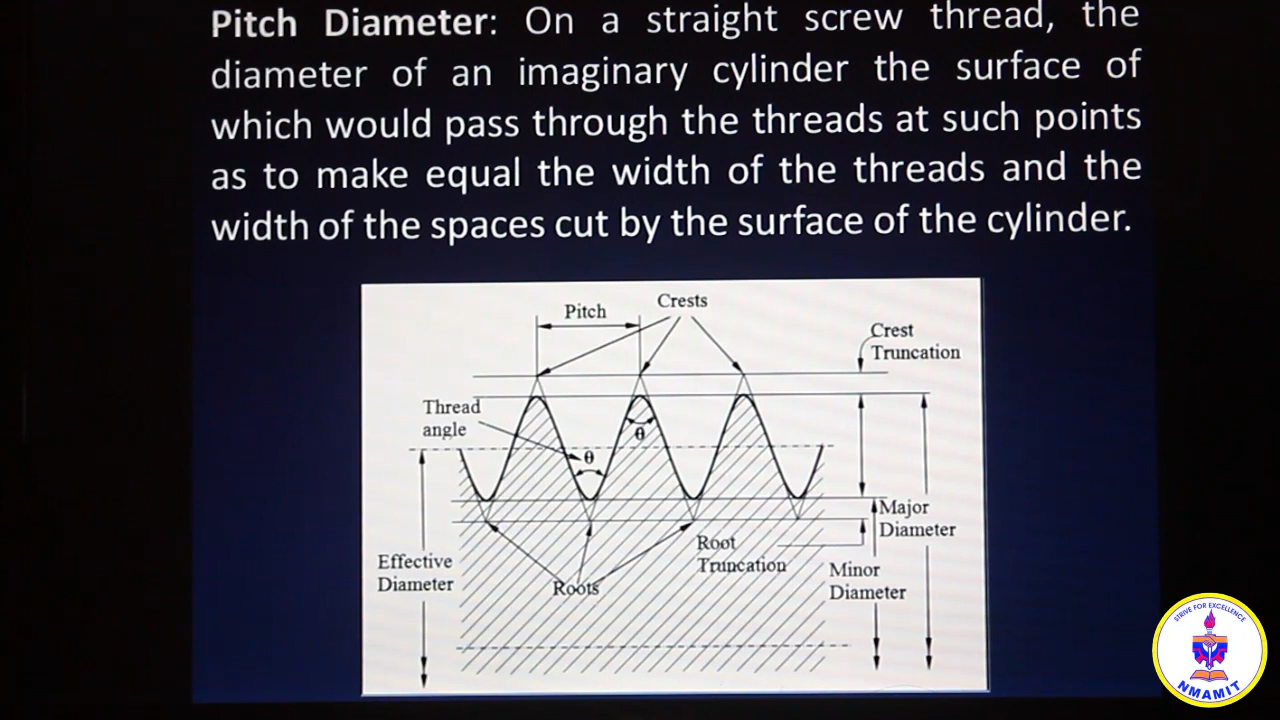 Pitch Diameter: On a straight screw thread, the
diameter of an imaginary cylinder the surface of
which would pass through the threads at such points
as to make equal the width of the threads and the
width of the spaces cut by the surface of the cylinder.
Pitch
Crests
Crest
Truncation
Thread
angle
θ
θ
Major
Diameter
Root
Truncation
Effective
Diameter
Minor
Diameter
Roots
STRIVE FOR EXCELLENCE
NMAMIT